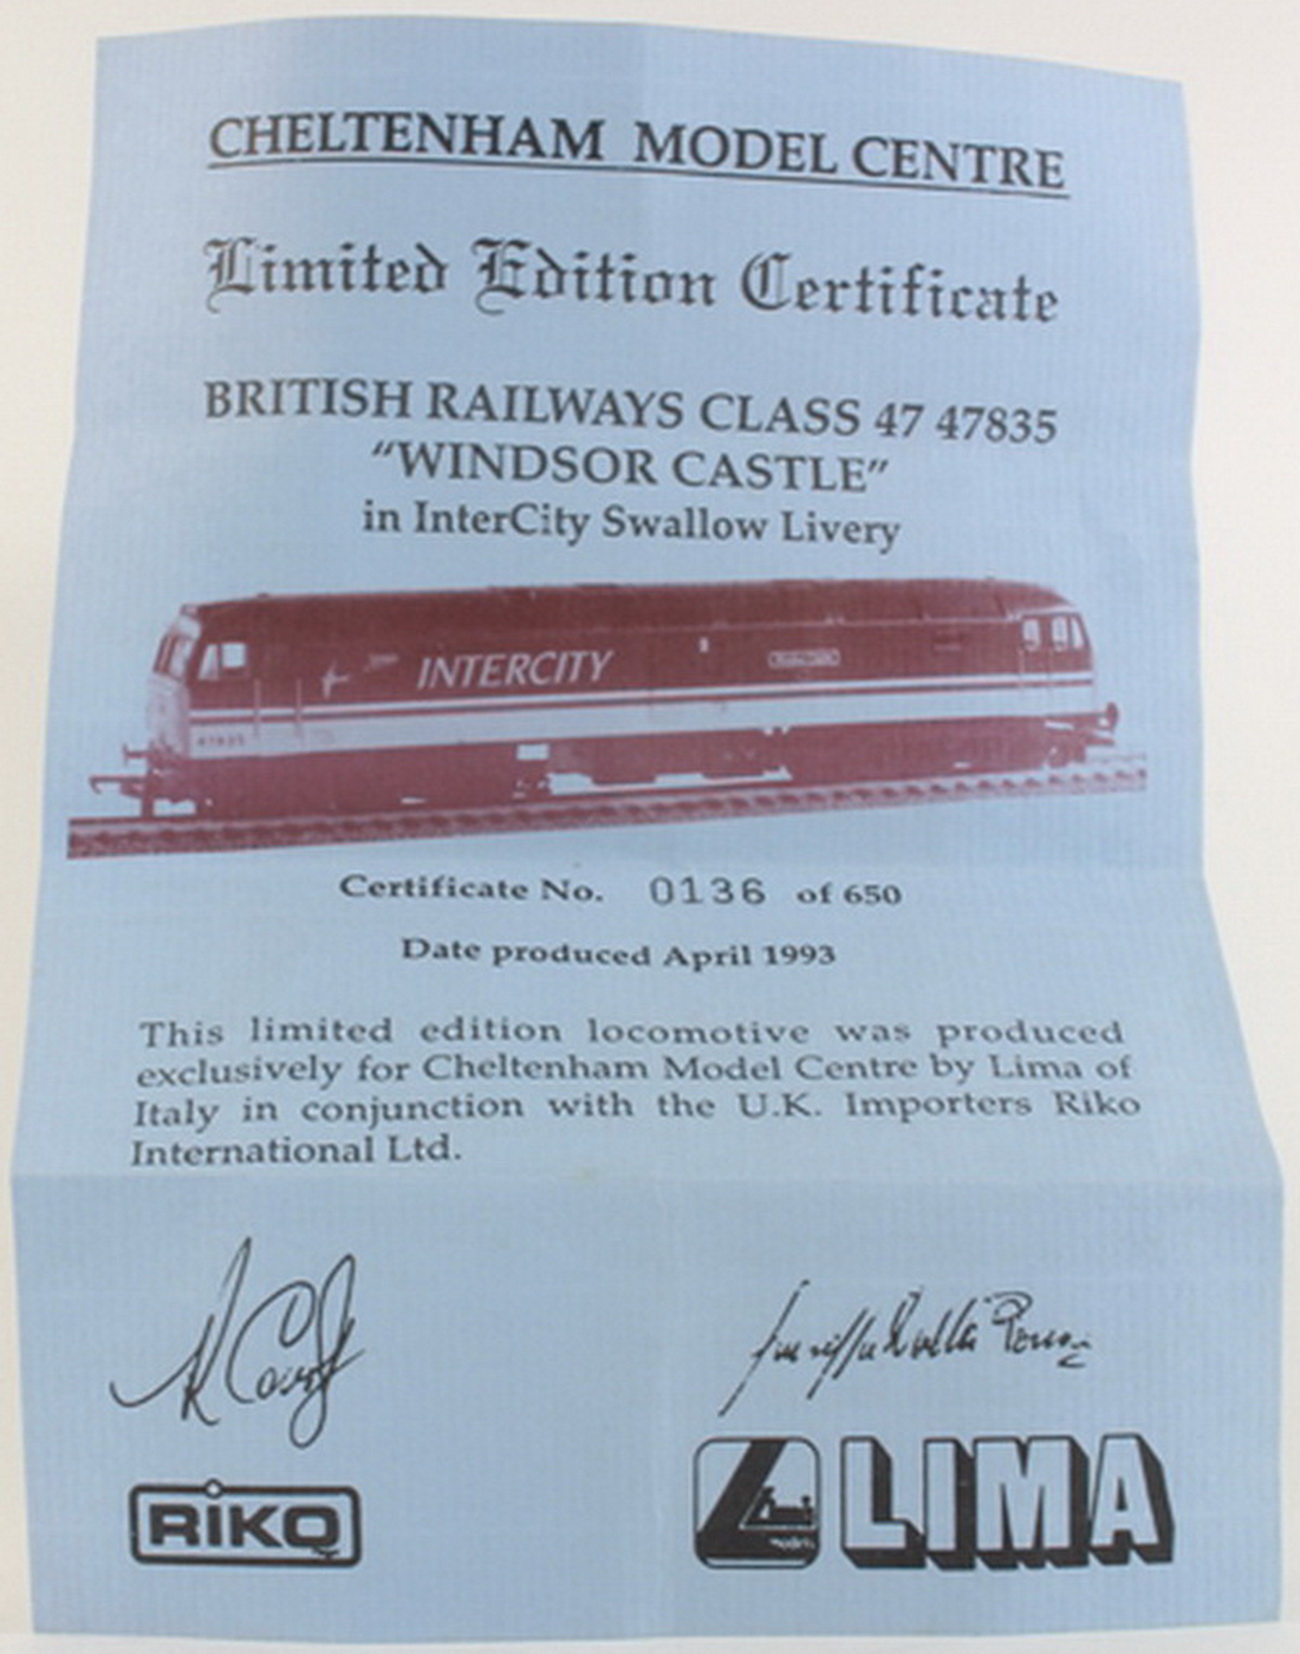 CHELTENHAM MODEL CENTRE
Limited Edition Certificate
BRITISH RAILWAYS CLASS 47 47835
"WINDSOR CASTLE"
in InterCity Swallow Livery
INTERCITY
47835
Certificate No. 0136 of 650
Date produced April 1993
This limited edition locomotive was produced
exclusively for Cheltenham Model Centre by Lima of
Italy in conjunction with the U.K. Importers Riko
International Ltd.
RIKO
LIMA